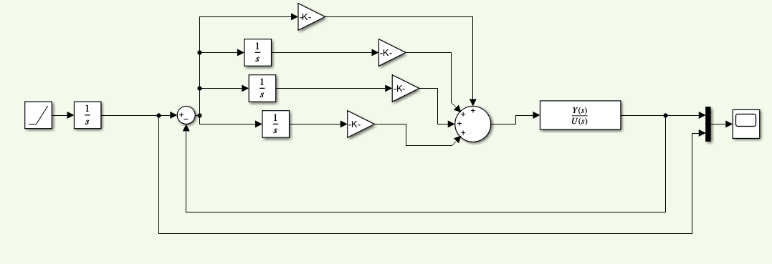 -K-
1
s
-K-
1
s
-K-
1
s
+-
1
s
-K-
+
+
+
+
Y(s)
U(s)